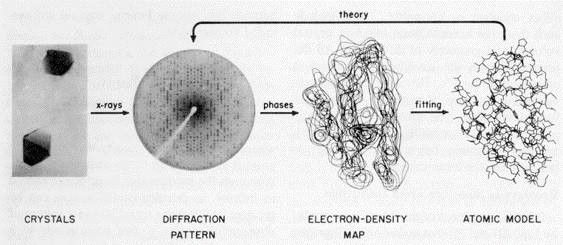 theory
x-rays
phases
fitting
CRYSTALS
DIFFRACTION
PATTERN
ELECTRON-DENSITY
MAP
ATOMIC MODEL